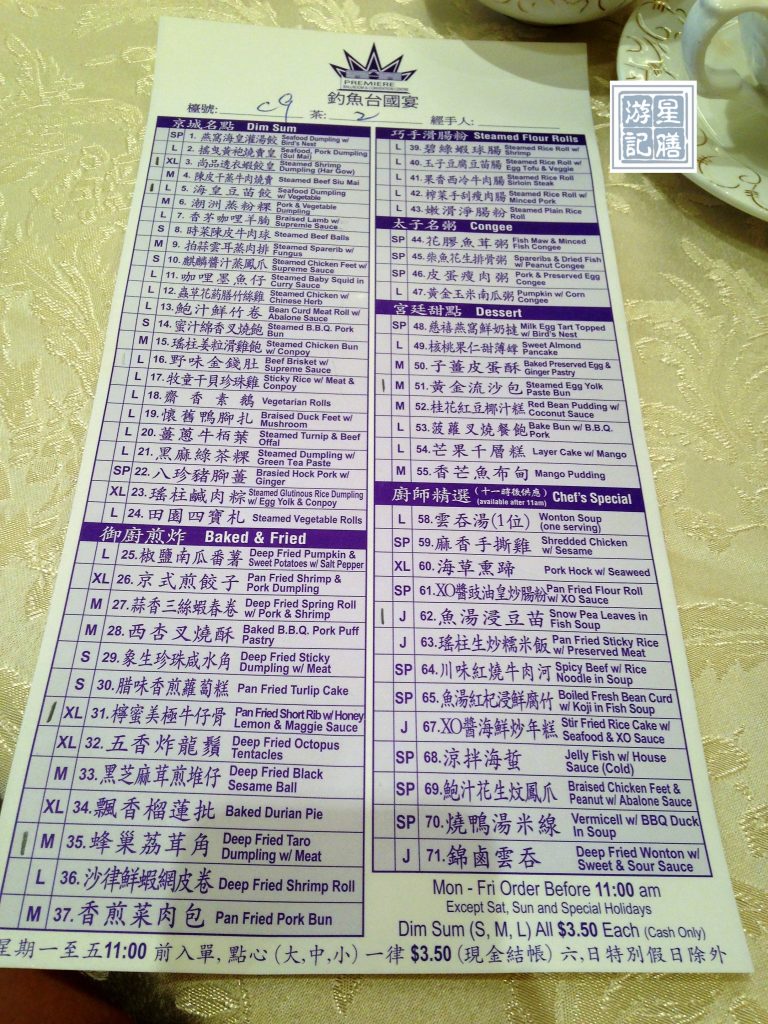 PREMIERE
釣魚台國宴
檯號: C9 茶: 2 經手人:
星膳
游記
京城名點 Dim Sum
SP 1. 燕窩海皇灌湯餃 Seafood Dumpling w/ Bird's Nest
L 2. 搖曳黃袍燒賣皇 Seafood, Pork Dumpling (Sui Mai)
XL 3. 尚品透衣蝦餃皇 Steamed Shrimp Dumpling (Har Gow)
M 4. 陳皮干蒸牛肉燒賣 Steamed Beef Siu Mai
L 5. 海皇豆苗餃 Seafood Dumpling w/ Vegetable
M 6. 潮洲蒸粉粿 Pork & Vegetable Dumpling
L 7. 香茅咖哩羊腩 Braised Lamb w/ Supreme Sauce
S 8. 時菜陳皮牛肉球 Steamed Beef Balls
M 9. 拍蒜雲耳蒸肉排 Steamed Sparerib w/ Fungus
S 10. 麒麟醬汁蒸鳳爪 Steamed Chicken Feet w/ Supreme Sauce
L 11. 咖哩墨魚仔 Steamed Baby Squid in Curry Sauce
L 12. 蟲草花药膳竹絲雞 Steamed Chicken w/ Chinese Herb
L 13. 鮑汁鮮竹卷 Bean Curd Meat Roll w/ Abalone Sauce
S 14. 蜜汁綿香叉燒飽 Steamed B.B.Q. Pork Bun
M 15. 瑤柱美粒滑雞飽 Steamed Chicken Bun w/ Conpoy
L 16. 野味金錢肚 Beef Brisket w/ Supreme Sauce
L 17. 牧童干貝珍珠雞 Sticky Rice w/ Meat & Conpoy
L 18. 齋香素鵝 Vegetarian Rolls
L 19. 懷舊鴨腳扎 Braised Duck Feet w/ Mushroom
L 20. 薑蔥牛栢葉 Steamed Turnip & Beef Offal
L 21. 黑麻綠茶粿 Steamed Dumpling w/ Green Tea Paste
SP 22. 八珍豬腳薑 Brasied Hock Pork w/ Ginger
XL 23. 瑤柱鹹肉粽 Steamed Glutinous Rice Dumpling w/ Egg Yolk & Conpoy
L 24. 田園四寶札 Steamed Vegetable Rolls
御廚煎炸 Baked & Fried
L 25. 椒鹽南瓜番薯 Deep Fried Pumpkin & Sweet Potatoes w/ Salt Pepper
XL 26. 京式煎餃子 Pan Fried Shrimp & Pork Dumpling
M 27. 蒜香三絲蝦春卷 Deep Fried Spring Roll w/ Pork & Shrimp
M 28. 西杏叉燒酥 Baked B.B.Q. Pork Puff Pastry
S 29. 象生珍珠咸水角 Deep Fried Sticky Dumpling w/ Meat
S 30. 腊味香煎蘿蔔糕 Pan Fried Turlip Cake
XL 31. 檸蜜美極牛仔骨 Pan Fried Short Rib w/ Honey Lemon & Maggie Sauce
XL 32. 五香炸龍鬚 Deep Fried Octopus Tentacles
M 33. 黑芝麻茸煎堆仔 Deep Fried Black Sesame Ball
XL 34. 飄香榴蓮批 Baked Durian Pie
M 35. 蜂巢荔茸角 Deep Fried Taro Dumpling w/ Meat
L 36. 沙律鮮蝦網皮卷 Deep Fried Shrimp Roll
M 37. 香煎菜肉包 Pan Fried Pork Bun
巧手滑腸粉 Steamed Flour Rolls
L 39. 碧綠蝦球腸 Steamed Rice Roll w/ Shrimp
L 40. 玉子豆腐豆苗腸 Steamed Rice Roll w/ Egg Tofu & Veggie
L 41. 果香西冷牛肉腸 Steamed Rice Roll Sirloin Steak
L 42. 榨菜手刮瘦肉腸 Steamed Rice Roll w/ Minced Pork
L 43. 嫩滑淨腸粉 Steamed Plain Rice Roll
太子名粥 Congee
SP 44. 花膠魚茸粥 Fish Maw & Minced Fish Congee
SP 45. 柴魚花生排骨粥 Spareribs & Dried Fish w/ Peanut Congee
SP 46. 皮蛋瘦肉粥 Pork & Preserved Egg Congee
L 47. 黃金玉米南瓜粥 Pumpkin w/ Corn Congee
宮廷甜點 Dessert
SP 48. 慈禧燕窩鮮奶撻 Milk Egg Tart Topped w/ Bird's Nest
L 49. 核桃果仁甜薄蜂 Sweet Almond Pancake
M 50. 子薑皮蛋酥 Baked Preserved Egg & Ginger Pastry
M 51. 黃金流沙包 Steamed Egg Yolk Paste Bun
M 52. 桂花紅豆椰汁糕 Red Bean Pudding w/ Coconut Sauce
L 53. 菠蘿叉燒餐飽 Bake Bun w/ B.B.Q. Pork
L 54. 芒果千層糕 Layer Cake w/ Mango
M 55. 香芒魚布甸 Mango Pudding
廚師精選 (十一時後供應) (available after 11am) Chef's Special
L 58. 雲吞湯(1位) Wonton Soup (one serving)
SP 59. 麻香手撕雞 Shredded Chicken w/ Sesame
XL 60. 海草熏蹄 Pork Hock w/ Seaweed
SP 61. XO醬豉油皇炒腸粉 Pan Fried Flour Roll w/ XO Sauce
J 62. 魚湯浸豆苗 Snow Pea Leaves in Fish Soup
J 63. 瑤柱生炒糯米飯 Pan Fried Sticky Rice w/ Preserved Meat
SP 64. 川味紅燒牛肉河 Spicy Beef w/ Rice Noodle in Soup
SP 65. 魚湯紅杞浸鮮腐竹 Boiled Fresh Bean Curd w/ Koji in Fish Soup
J 67. XO醬海鮮炒年糕 Stir Fried Rice Cake w/ Seafood & XO Sauce
SP 68. 涼拌海蜇 Jelly Fish w/ House Sauce (Cold)
SP 69. 鮑汁花生炆鳳爪 Braised Chicken Feet & Peanut w/ Abalone Sauce
SP 70. 燒鴨湯米線 Vermicell w/ BBQ Duck In Soup
J 71. 錦鹵雲吞 Deep Fried Wonton w/ Sweet & Sour Sauce
Mon - Fri Order Before 11:00 am
Except Sat, Sun and Special Holidays
Dim Sum (S, M, L) All $3.50 Each (Cash Only)
星期一至五11:00 前入單, 點心 (大,中,小) 一律 $3.50 (現金結帳) 六,日特別假日除外